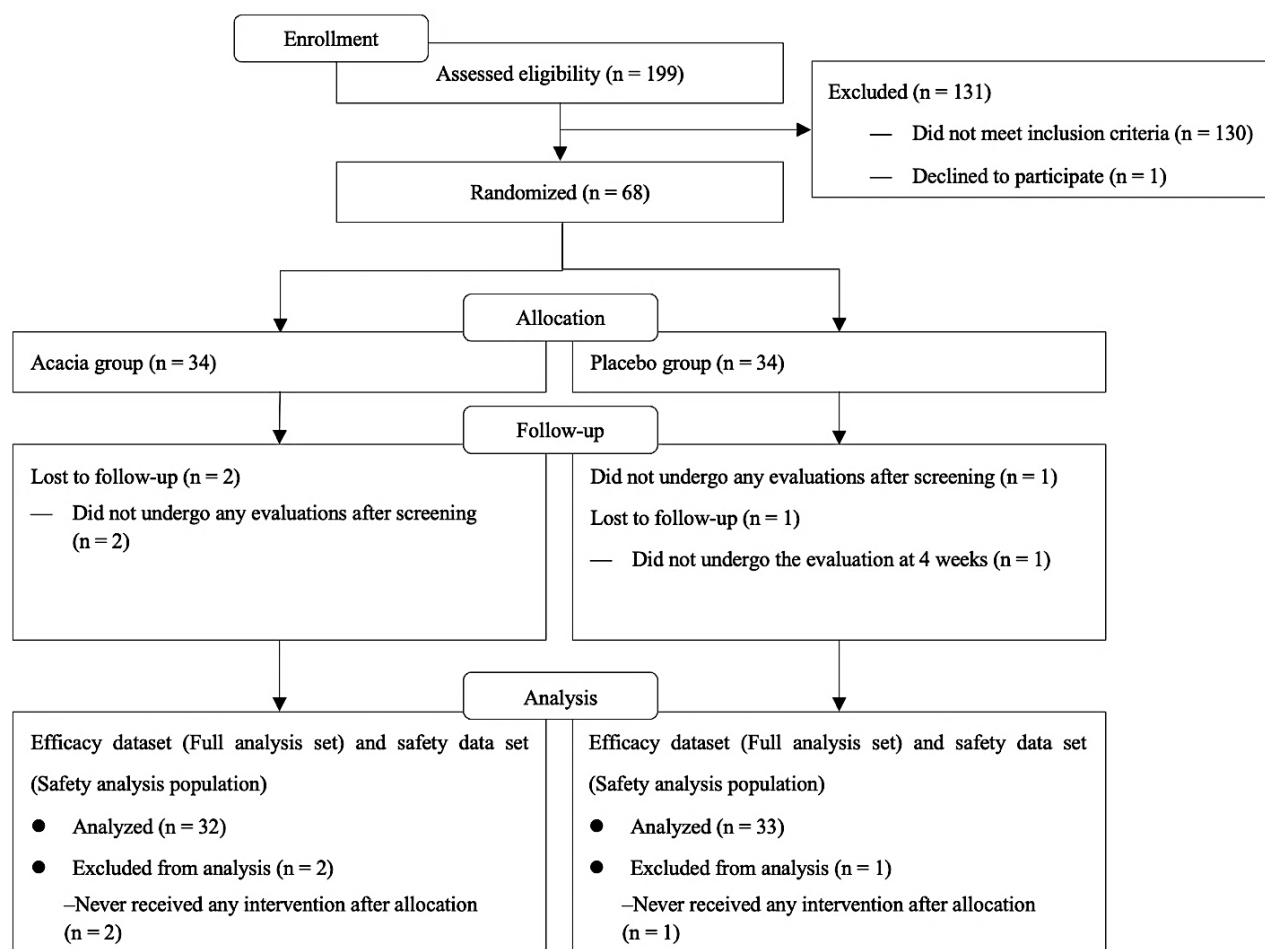 Enrollment
Assessed eligibility (n = 199)
Excluded (n = 131)
— Did not meet inclusion criteria (n = 130)
— Declined to participate (n = 1)
Randomized (n = 68)
Allocation
Acacia group (n = 34)
Placebo group (n = 34)
Follow-up
Lost to follow-up (n = 2)
— Did not undergo any evaluations after screening
(n = 2)
Did not undergo any evaluations after screening (n = 1)
Lost to follow-up (n = 1)
— Did not undergo the evaluation at 4 weeks (n = 1)
Analysis
Efficacy dataset (Full analysis set) and safety data set
(Safety analysis population)
● Analyzed (n = 32)
● Excluded from analysis (n = 2)
–Never received any intervention after allocation
(n = 2)
Efficacy dataset (Full analysis set) and safety data set
(Safety analysis population)
● Analyzed (n = 33)
● Excluded from analysis (n = 1)
–Never received any intervention after allocation
(n = 1)